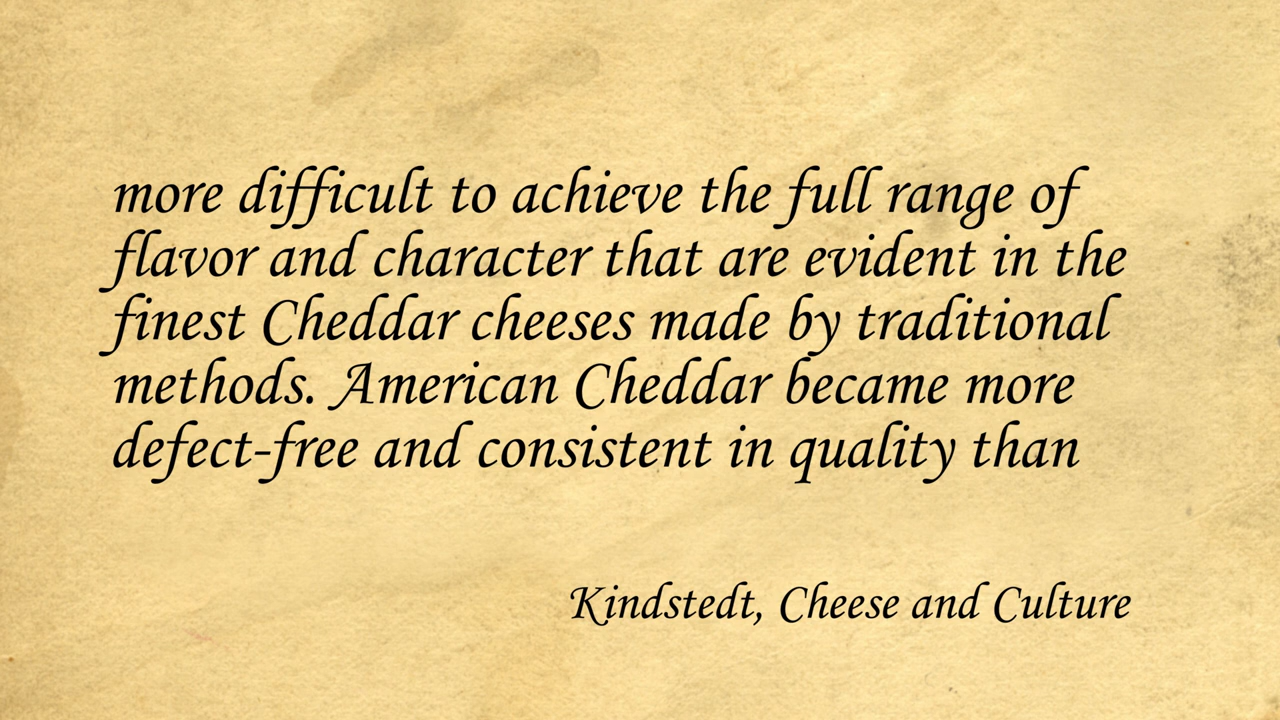 more difficult to achieve the full range of
flavor and character that are evident in the
finest Cheddar cheeses made by traditional
methods. American Cheddar became more
defect-free and consistent in quality than
Kindstedt, Cheese and Culture